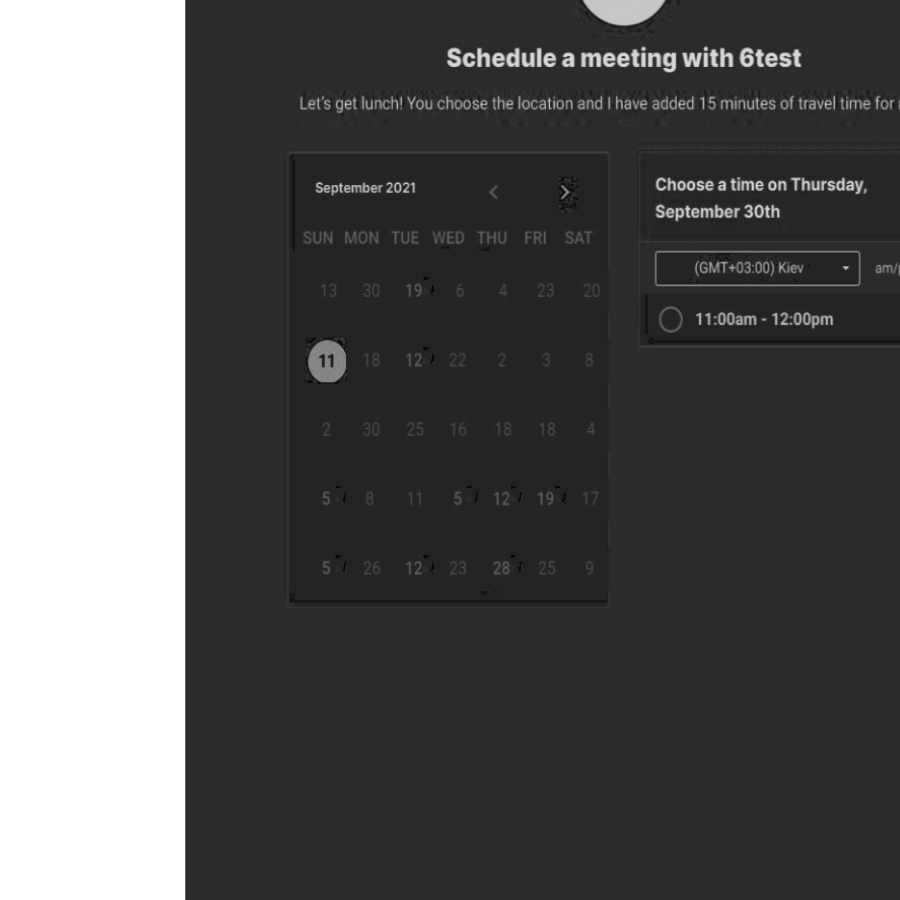 Schedule a meeting with 6test
Let's get lunch! You choose the location and I have added 15 minutes of travel time for
September 2021
SUN MON TUE WED THU FRI SAT
13 30 19 6 4 23 20
11 18 12 22 2 3 8
2 30 25 16 18 18 4
5 8 11 5 12 19 17
5 26 12 23 28 25 9
Choose a time on Thursday,
September 30th
(GMT+03:00) Kiev am/
11:00am - 12:00pm